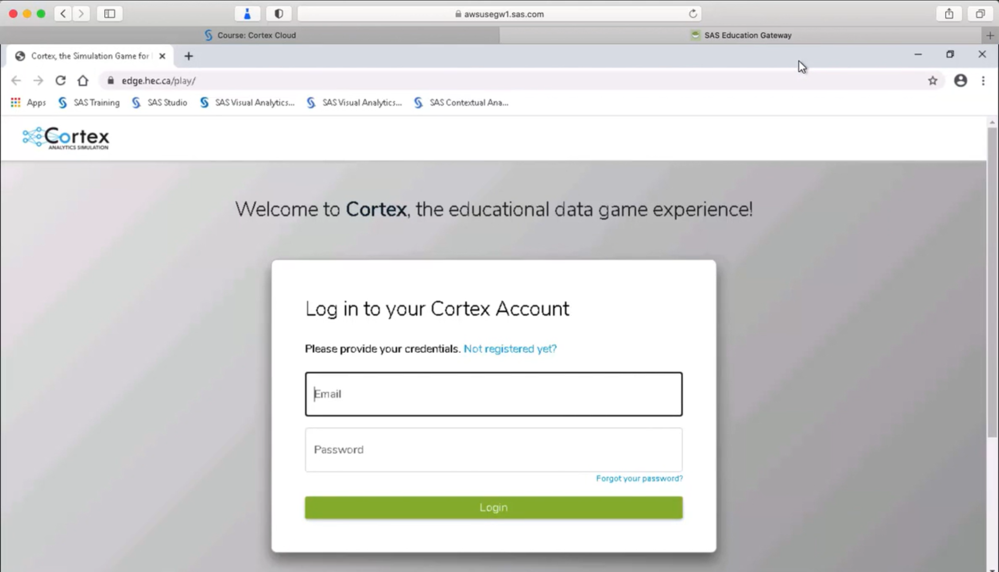 awsusegw1.sas.com
Course: Cortex Cloud
SAS Education Gateway
Cortex, the Simulation Game for
edge.hec.ca/play/
Apps SAS Training SAS Studio SAS Visual Analytics... SAS Visual Analytics... SAS Contextual Ana...
Cortex
ANALYTICS SIMULATION
Welcome to Cortex, the educational data game experience!
Log in to your Cortex Account
Please provide your credentials. Not registered yet?
Email
Password
Forgot your password?
Login